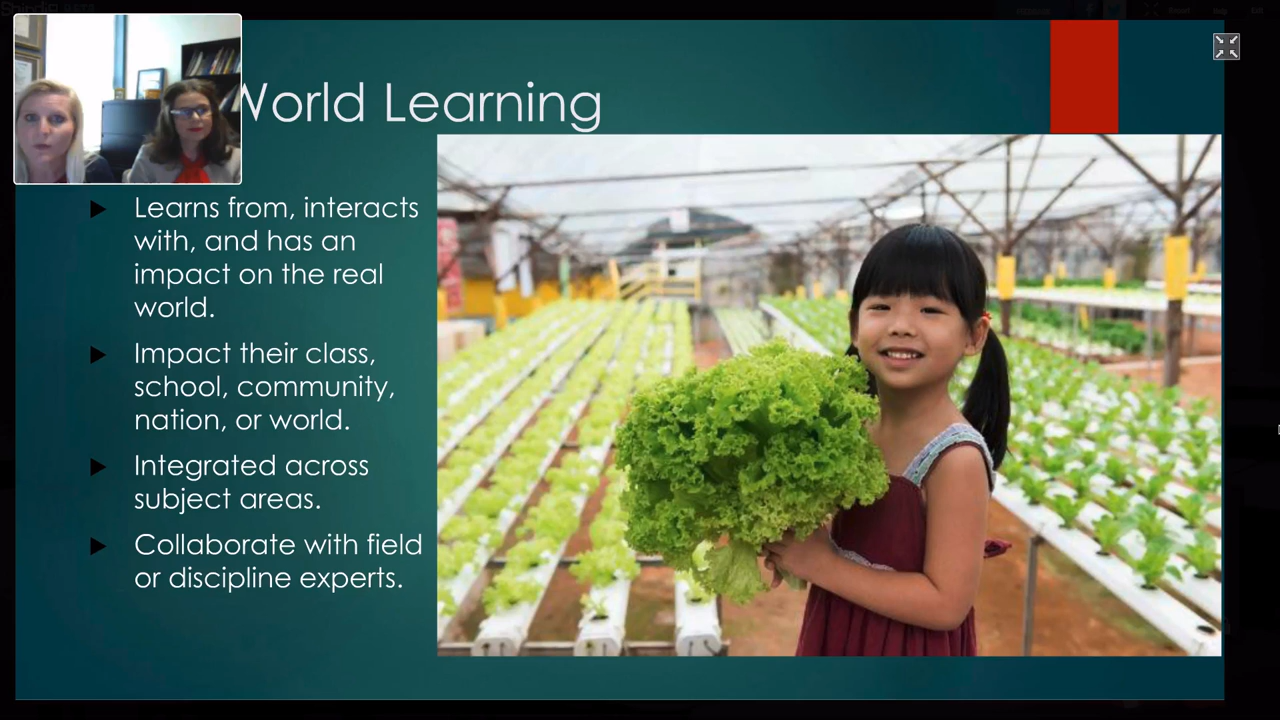 World Learning
Learns from, interacts
with, and has an
impact on the real
world.
Impact their class,
school, community,
nation, or world.
Integrated across
subject areas.
Collaborate with field
or discipline experts.